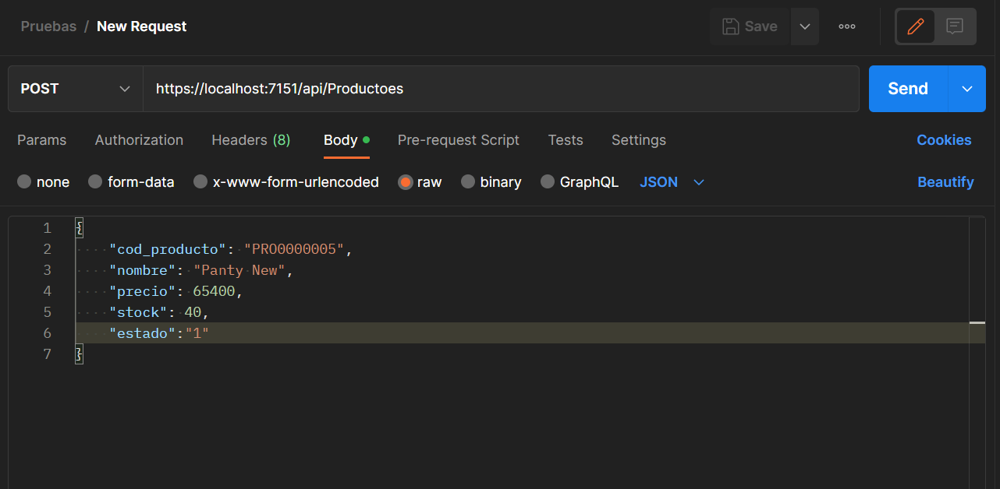 Pruebas / New Request
Save
POST
https://localhost:7151/api/Productoes
Send
Params Authorization Headers (8) Body Pre-request Script Tests Settings Cookies
none form-data x-www-form-urlencoded raw binary GraphQL JSON Beautify
1 {
2 "cod_producto": "PRO0000005",
3 "nombre": "Panty New",
4 "precio": 65400,
5 "stock": 40,
6 "estado":"1"
7 }